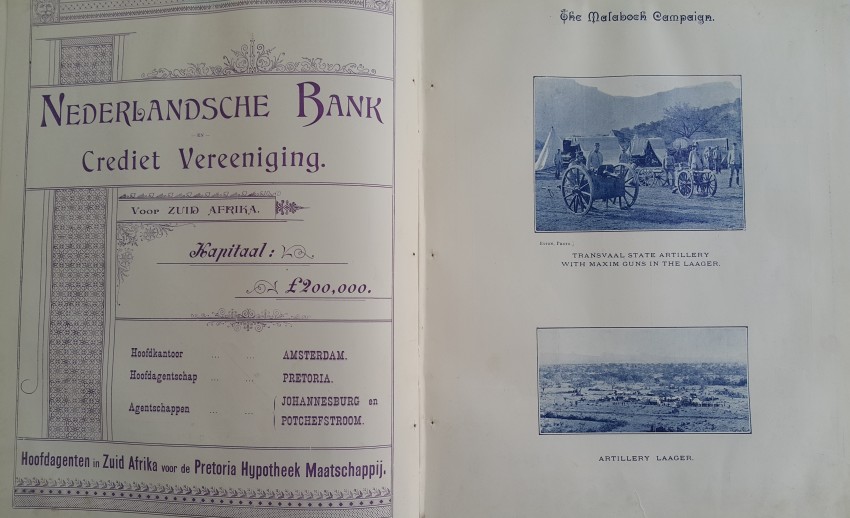 NEDERLANDSCHE BANK
EN
Crediet Vereeniging.
Voor ZUID AFRIKA.
Kapitaal:
£200,000.
Hoofdkantoor ... ... AMSTERDAM.
Hoofdagentschap ... ... PRETORIA.
Agentschappen ... ... JOHANNESBURG en
POTCHEFSTROOM.
Hoofdagenten in Zuid Afrika voor de Pretoria Hypotheek Maatschappij.
The Malaboch Campaign.
TRANSVAAL STATE ARTILLERY
WITH MAXIM GUNS IN THE LAAGER.
ARTILLERY LAAGER.